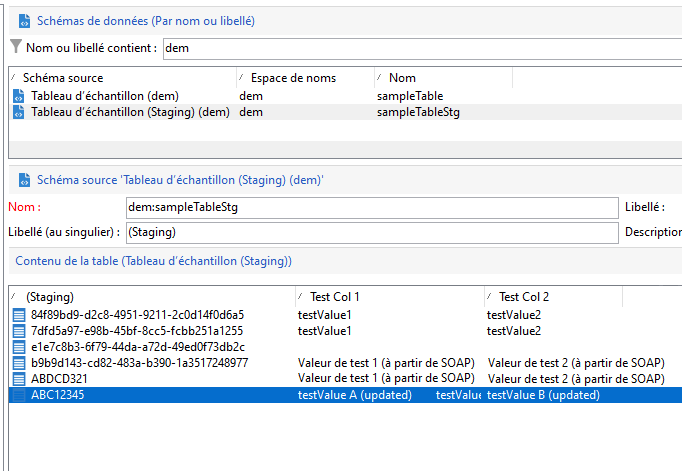 Schémas de données (Par nom ou libellé)
Nom ou libellé contient : dem
Schéma source Espace de noms Nom
Tableau d'échantillon (dem) dem sampleTable
Tableau d'échantillon (Staging) (dem) dem sampleTableStg
Schéma source 'Tableau d'échantillon (Staging) (dem)'
Nom : dem:sampleTableStg Libellé :
Libellé (au singulier) : (Staging) Description
Contenu de la table (Tableau d'échantillon (Staging))
(Staging) Test Col 1 Test Col 2
84f89bd9-d2c8-4951-9211-2c0d14f0d6a5 testValue1 testValue2
7dfd5a97-e98b-45bf-8cc5-fcbb251a1255 testValue1 testValue2
e1e7c8b3-6f79-44da-a72d-49ed0f73db2c
b9b9d143-cd82-483a-b390-1a3517248977 Valeur de test 1 (à partir de SOAP) Valeur de test 2 (à partir de SOAP)
ABDCD321 Valeur de test 1 (à partir de SOAP) Valeur de test 2 (à partir de SOAP)
ABC12345 testValue A (updated) testValue testValue B (updated)